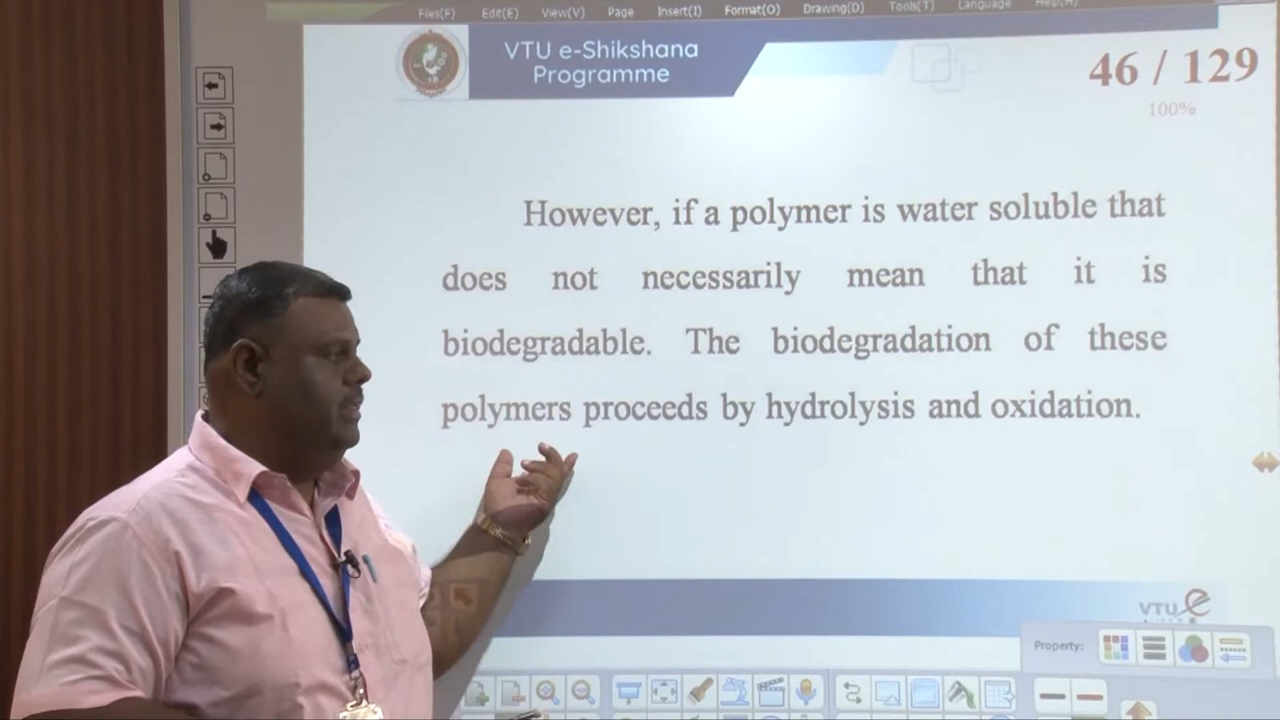 Files(F) Edit(E) View(V) Page Insert(I) Format(O) Drawing(D) Tools(T) Language Help(H)
VTU e-Shikshana
Programme
46 / 129
100%
However, if a polymer is water soluble that
does not necessarily mean that it is
biodegradable. The biodegradation of these
polymers proceeds by hydrolysis and oxidation.
VTU e
Property: